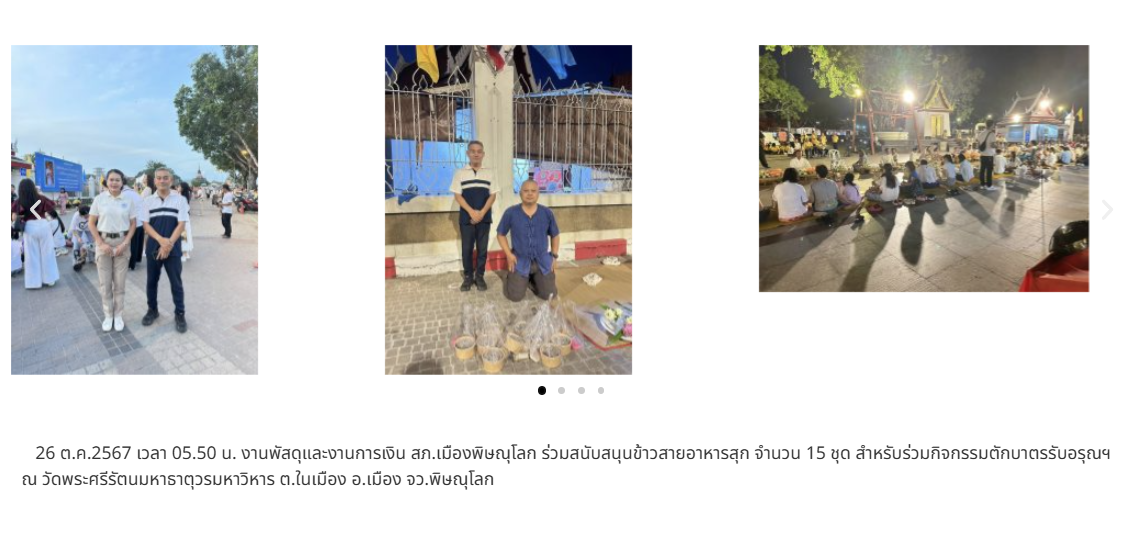 26 ต.ค.2567 เวลา 05.50 น. งานพัสดุและงานการเงิน สภ.เมืองพิษณุโลก ร่วมสนับสนุนข้าวสายอาหารสุก จำนวน 15 ชุด สำหรับร่วมกิจกรรมตักบาตรรับอรุณฯ
ณ วัดพระศรีรัตนมหาธาตุวรมหาวิหาร ต.ในเมือง อ.เมือง จว.พิษณุโลก